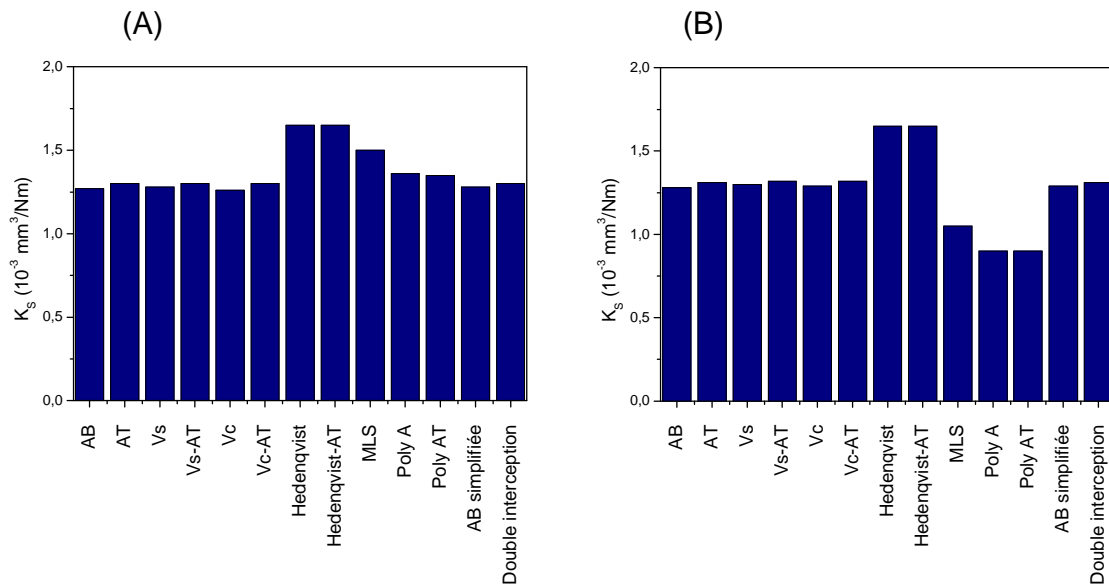 (A)
2,0
1,5
1,0
0,5
0,0
K_s (10^-3 mm^3/Nm)
AB
AT
Vs
Vs-AT
Vc
Vc-AT
Hedenqvist
Hedenqvist-AT
MLS
Poly A
Poly AT
AB simplifiée
Double interception
(B)
2,0
1,5
1,0
0,5
0,0
K_s (10^-3 mm^3/Nm)
AB
AT
Vs
Vs-AT
Vc
Vc-AT
Hedenqvist
Hedenqvist-AT
MLS
Poly A
Poly AT
AB simplifiée
Double interception